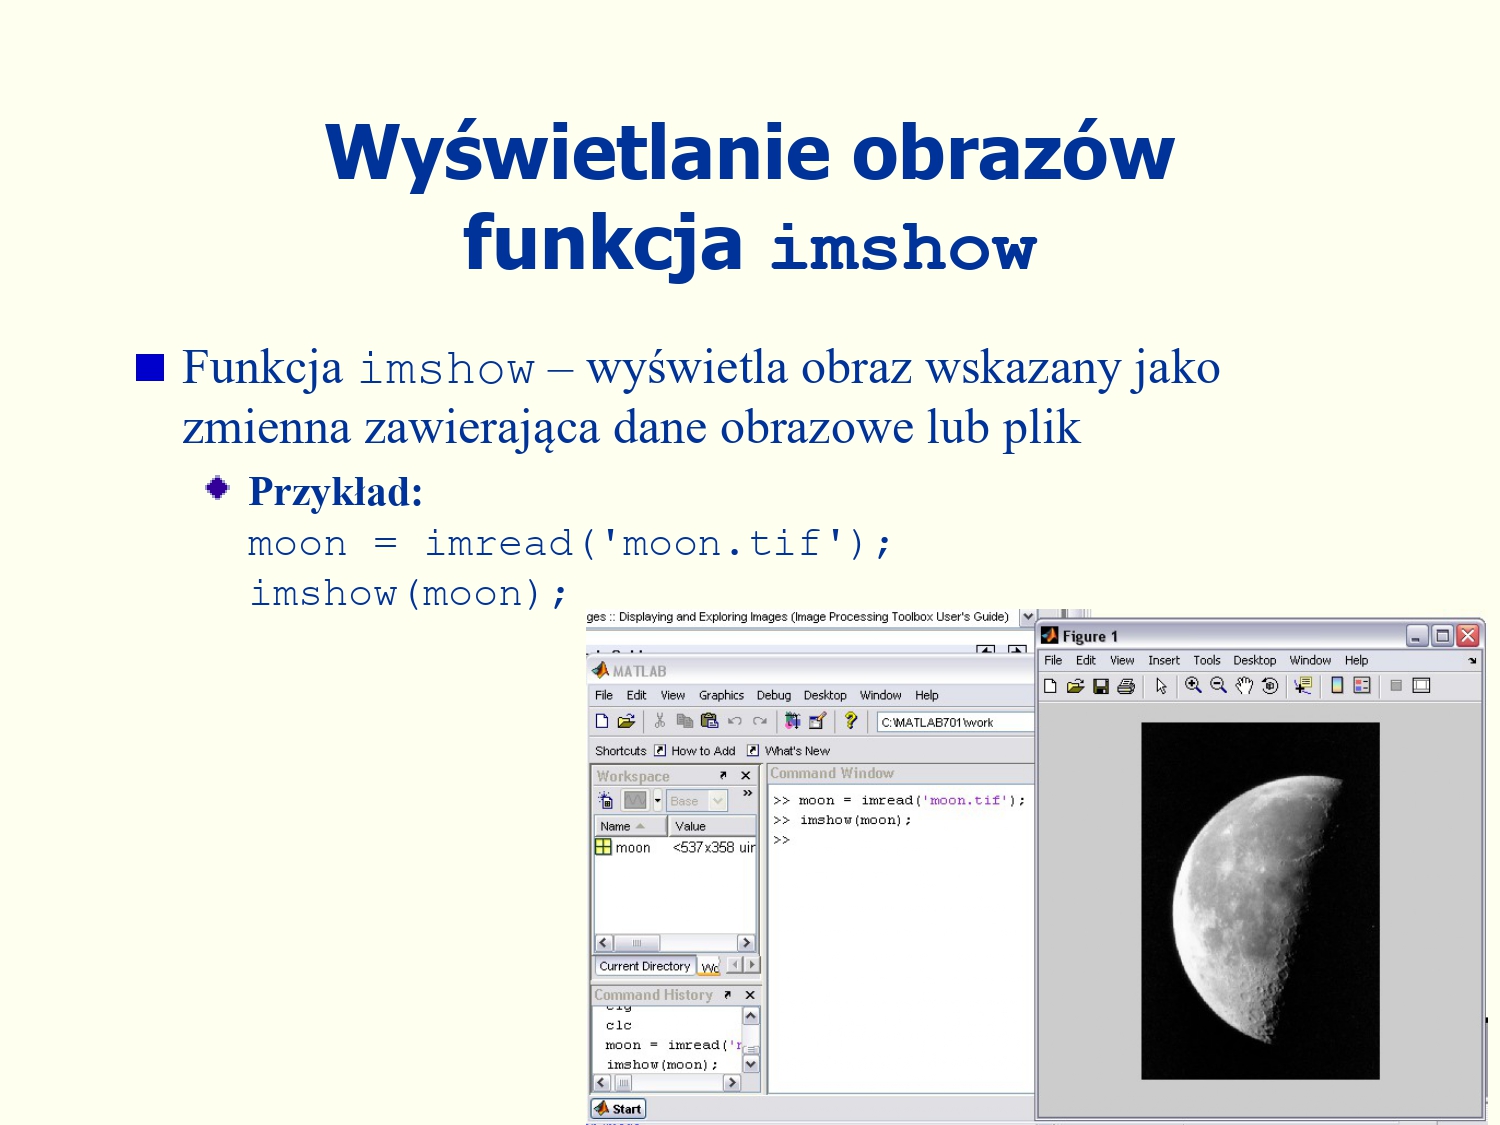 Wyświetlanie obrazów
funkcja imshow
Funkcja imshow – wyświetla obraz wskazany jako
zmienna zawierająca dane obrazowe lub plik
Przykład:
moon = imread('moon.tif');
imshow(moon);
ges :: Displaying and Exploring Images (Image Processing Toolbox User's Guide)
MATLAB
File Edit View Graphics Debug Desktop Window Help
C:\MATLAB701\work
Shortcuts How to Add What's New
Workspace
Base
Name Value
moon <537x358 uin
Current Directory Wo
Command History
clg
clc
moon = imread('m
imshow(moon);
Start
Command Window
>> moon = imread('moon.tif');
>> imshow(moon);
>>
Figure 1
File Edit View Insert Tools Desktop Window Help